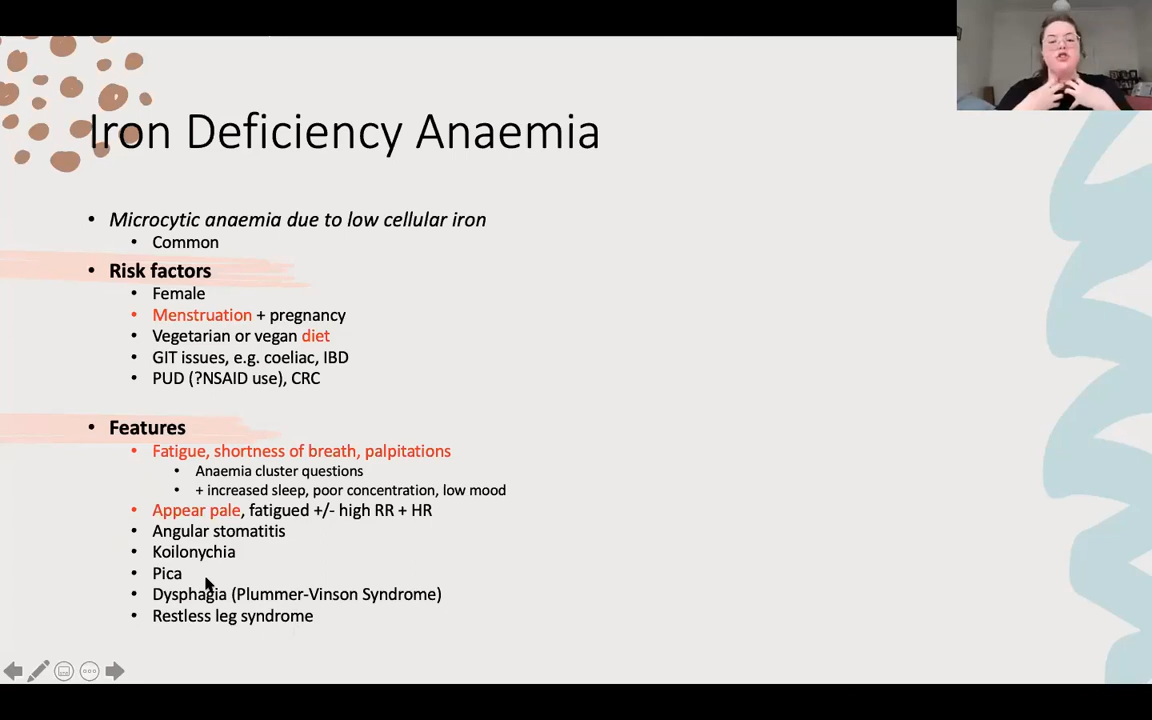 Iron Deficiency Anaemia
• Microcytic anaemia due to low cellular iron
• Common
• Risk factors
• Female
• Menstruation + pregnancy
• Vegetarian or vegan diet
• GIT issues, e.g. coeliac, IBD
• PUD (?NSAID use), CRC
• Features
• Fatigue, shortness of breath, palpitations
• Anaemia cluster questions
• + increased sleep, poor concentration, low mood
• Appear pale, fatigued +/- high RR + HR
• Angular stomatitis
• Koilonychia
• Pica
• Dysphagia (Plummer-Vinson Syndrome)
• Restless leg syndrome